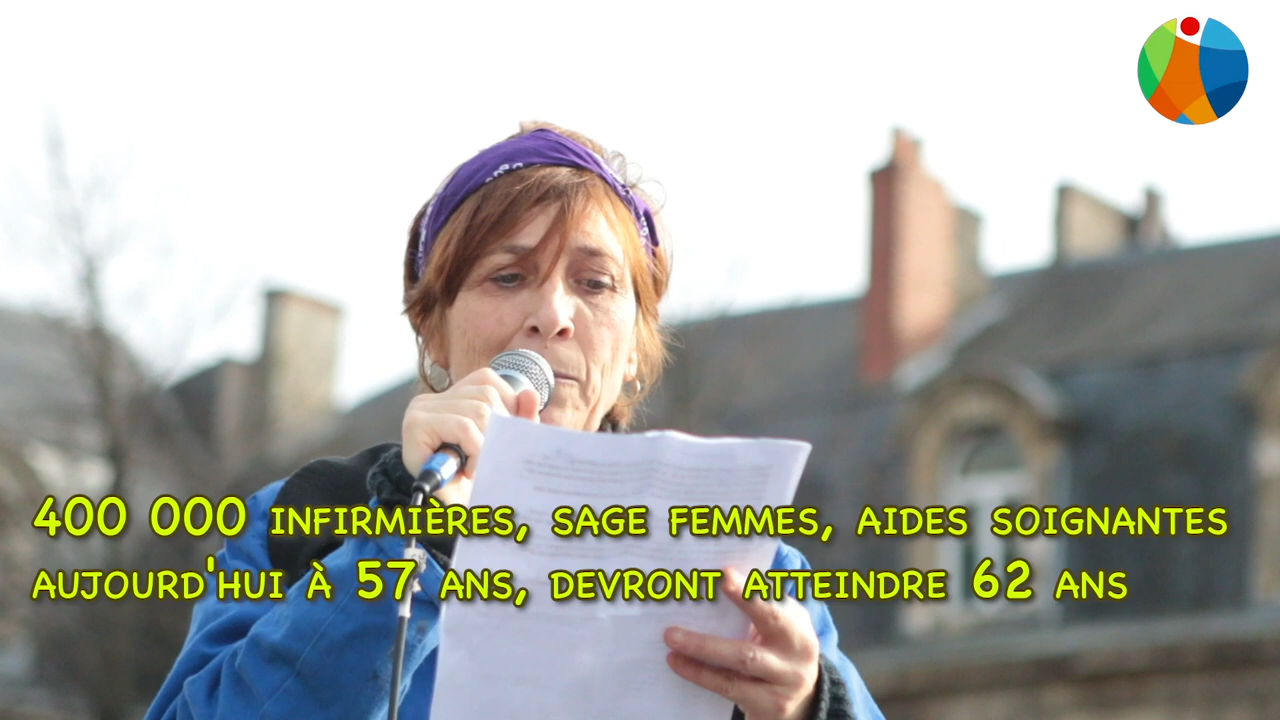 400 000 infirmières, sage femmes, aides soignantes
aujourd'hui à 57 ans, devront atteindre 62 ans